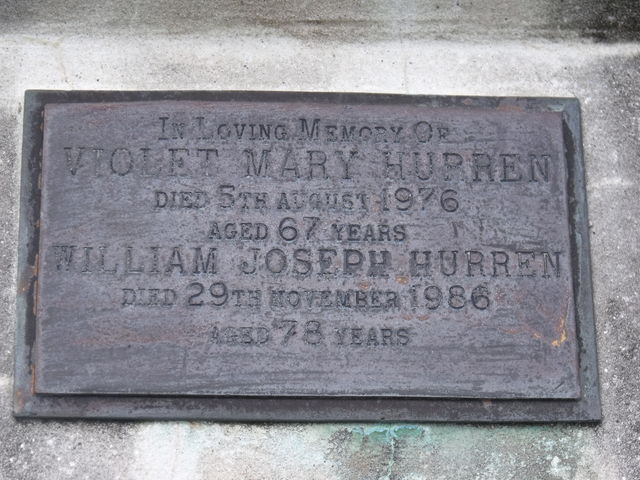 In Loving Memory Of
VIOLET MARY HURREN
DIED 5TH AUGUST 1976
AGED 67 YEARS
WILLIAM JOSEPH HURREN
DIED 29TH NOVEMBER 1986
AGED 78 YEARS